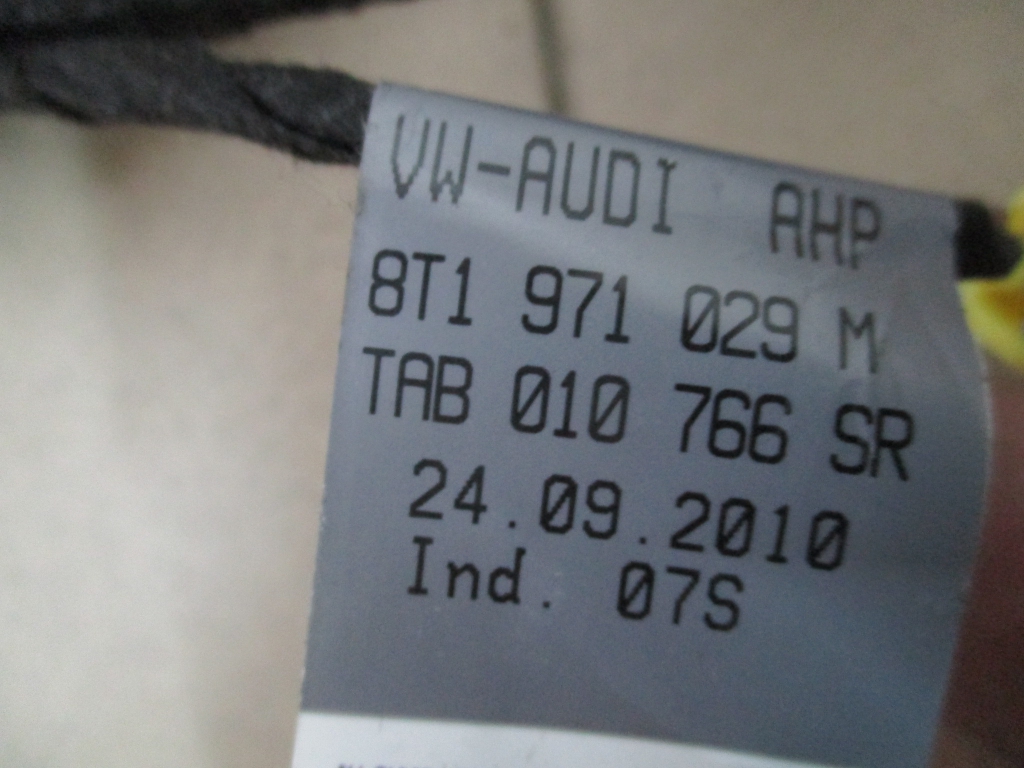 VW-AUDI AHP
8T1 971 029 M
TAB 010 766 SR
24.09.2010
Ind. 07S